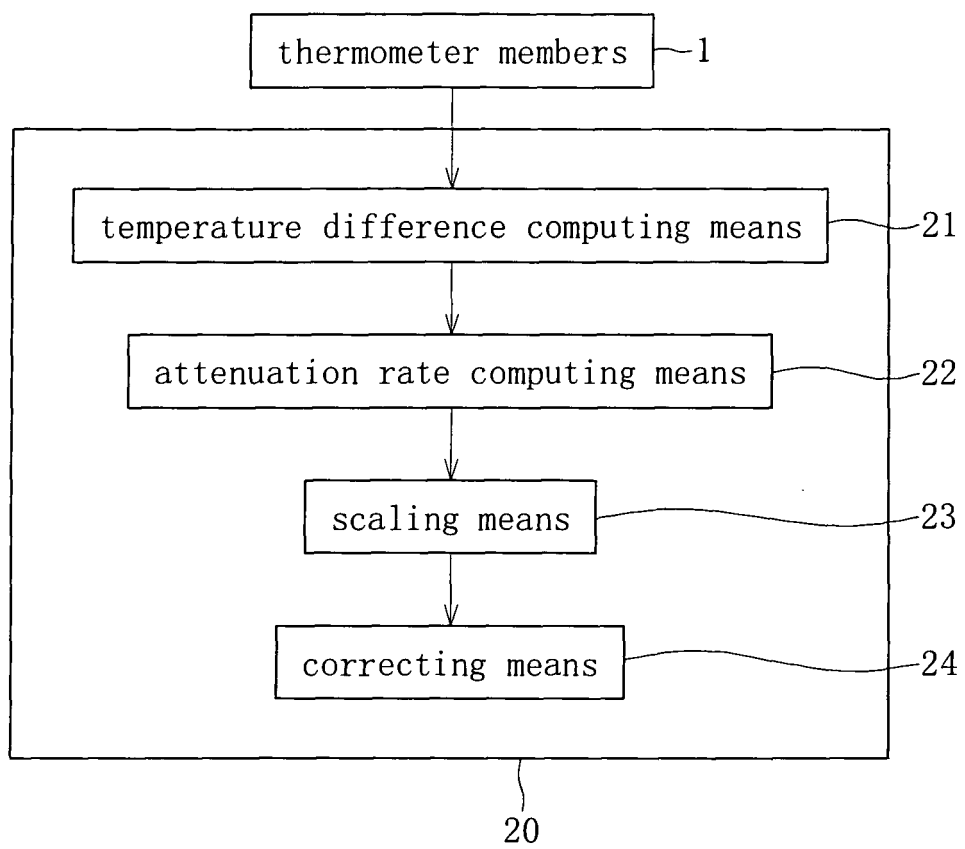 thermometer members 1
temperature difference computing means 21
attenuation rate computing means 22
scaling means 23
correcting means 24
20